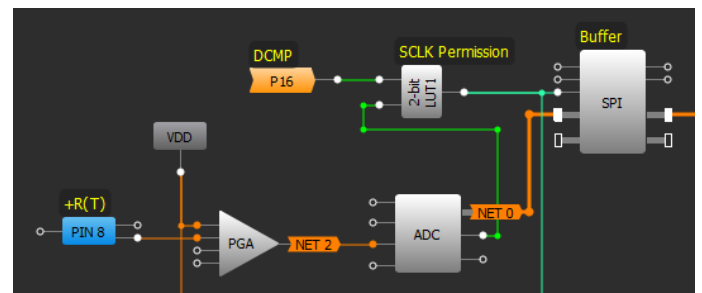 Buffer
DCMP
SCLK Permission
P16
2-bit
LUT1
SPI
VDD
+R(T)
PIN 8
PGA
NET 2
ADC
NET 0